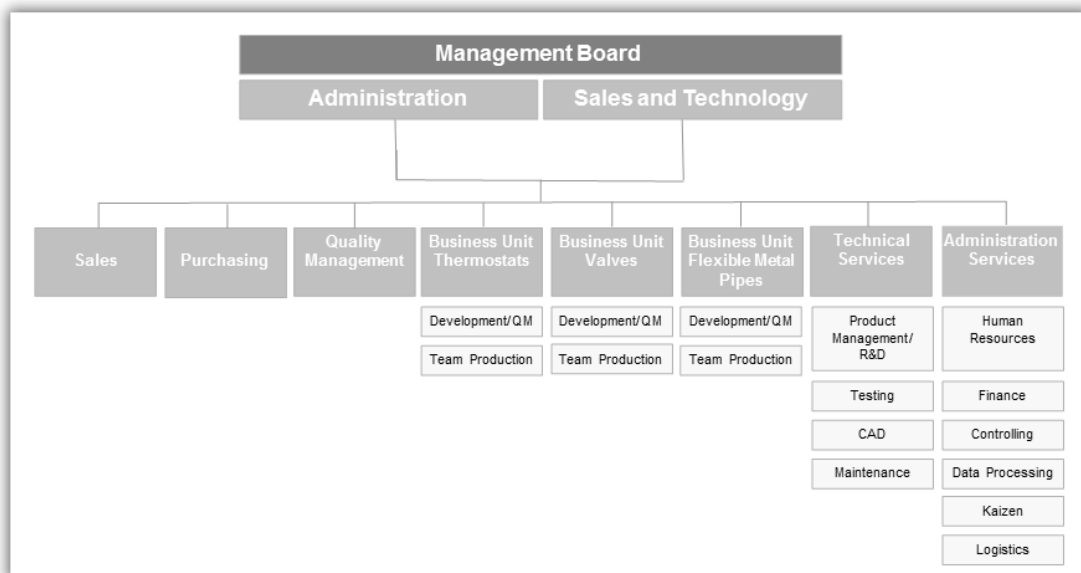 Management Board
Administration
Sales and Technology
Sales
Purchasing
Quality
Management
Business Unit
Thermostats
Business Unit
Valves
Business Unit
Flexible Metal
Pipes
Technical
Services
Administration
Services
Development/QM
Team Production
Development/QM
Team Production
Development/QM
Team Production
Product
Management/
R&D
Testing
CAD
Maintenance
Human
Resources
Finance
Controlling
Data Processing
Kaizen
Logistics